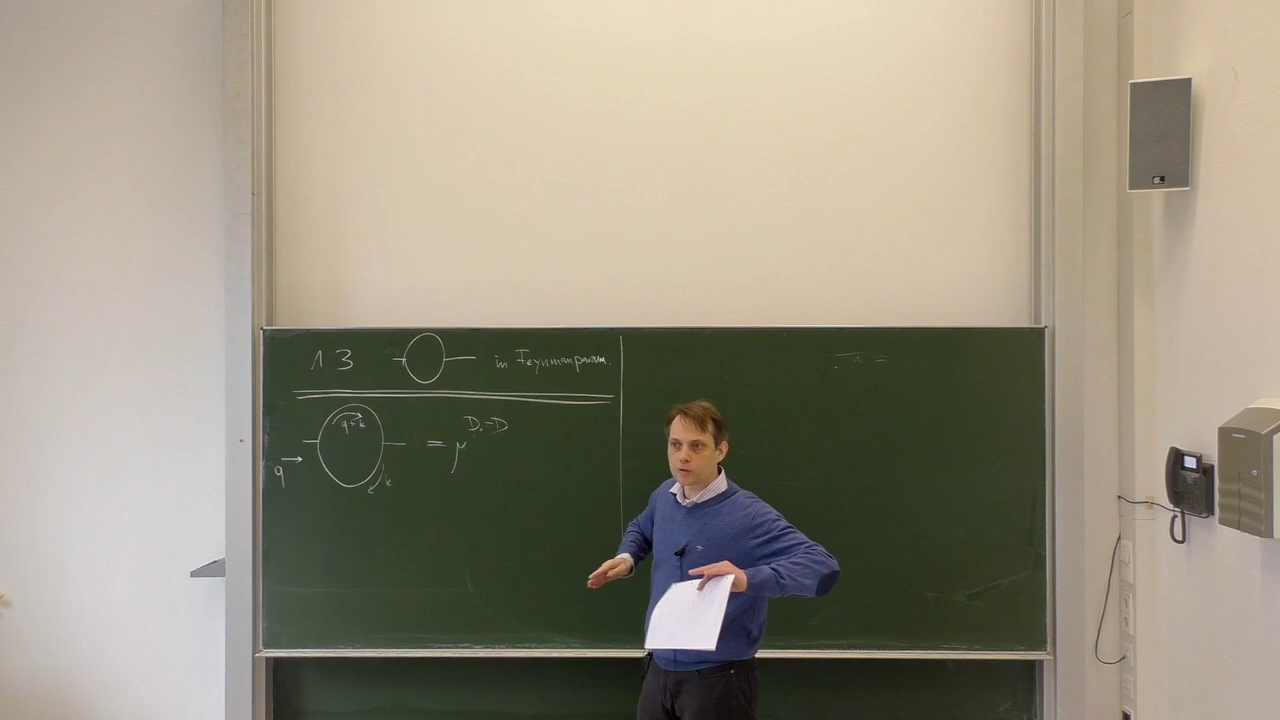 1.3 in Feynmanparam.
q+k
q → k = μ^{D₀-D}